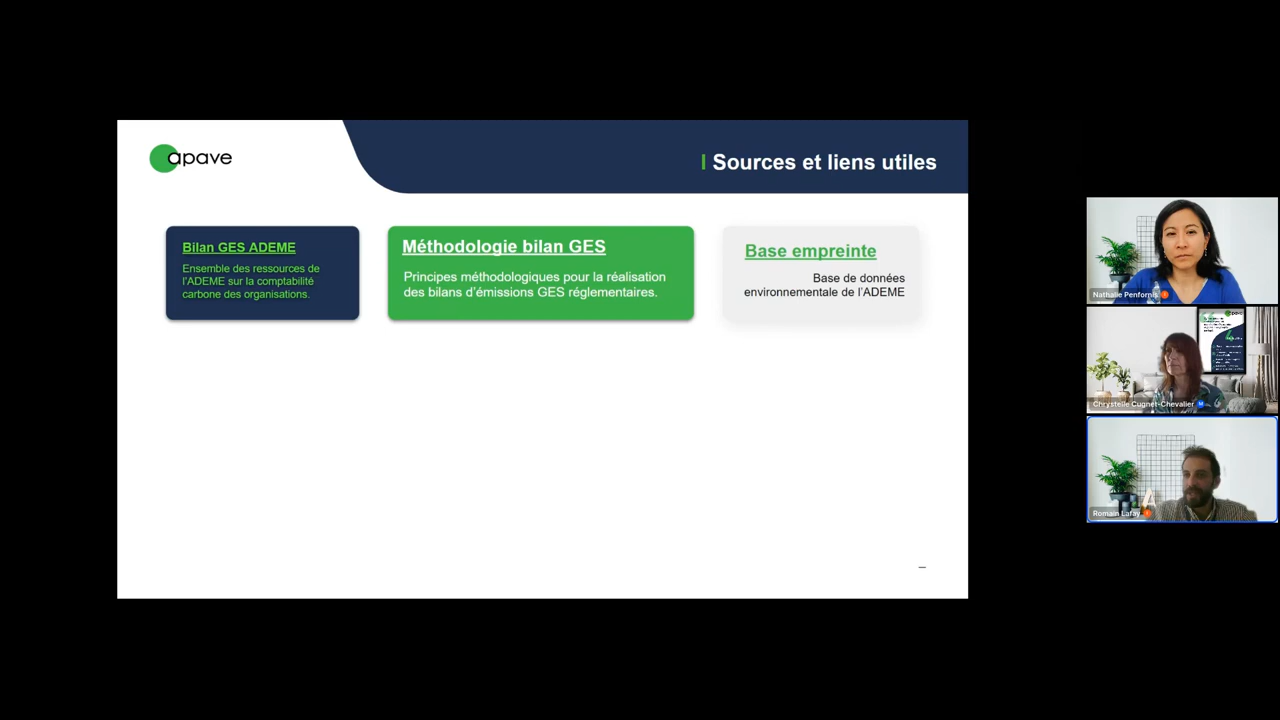 apave
I Sources et liens utiles
Bilan GES ADEME
Ensemble des ressources de
l'ADEME sur la comptabilité
carbone des organisations.
Méthodologie bilan GES
Principes méthodologiques pour la réalisation
des bilans d'émissions GES réglementaires.
Base empreinte
Base de données
environnementale de l'ADEME
Nathalie Penfornis
Chrystelle Cugnet-Chevalier
Romain Lafay